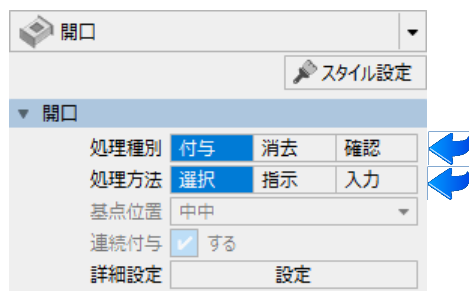 開口
スタイル設定
開口
処理種別 付与 消去 確認
処理方法 選択 指示 入力
基点位置 中中
連続付与 する
詳細設定 設定